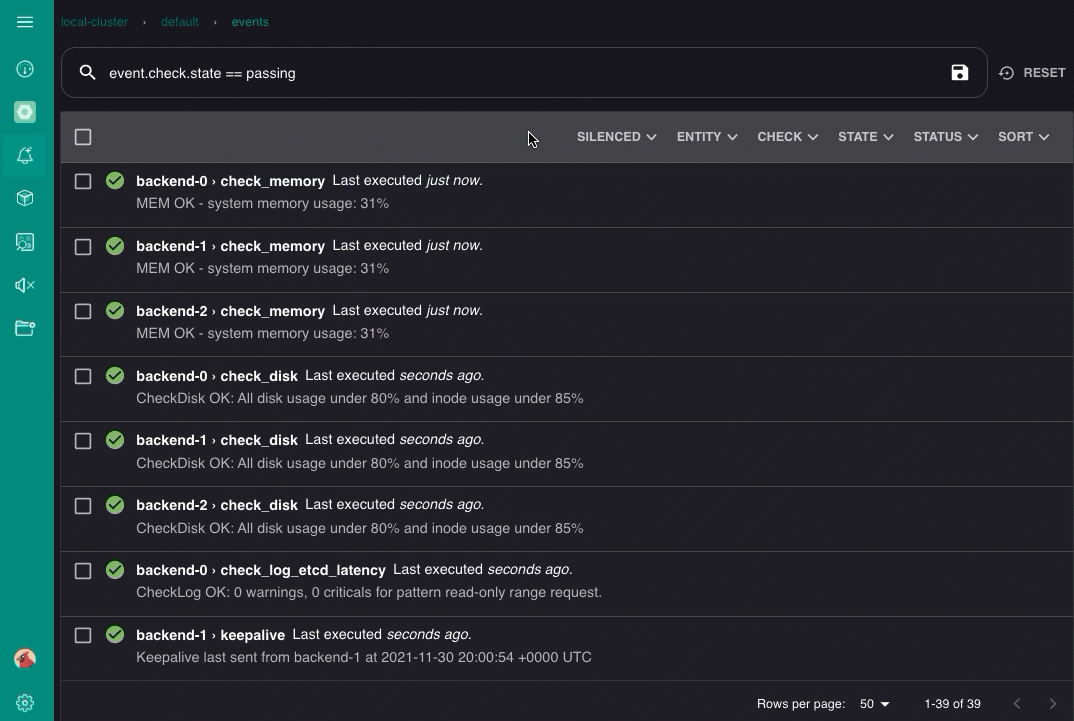 local-cluster › default › events
event.check.state == passing
RESET
SILENCED ENTITY CHECK STATE STATUS SORT
backend-0 › check_memory Last executed just now.
MEM OK - system memory usage: 31%
backend-1 › check_memory Last executed just now.
MEM OK - system memory usage: 31%
backend-2 › check_memory Last executed just now.
MEM OK - system memory usage: 31%
backend-0 › check_disk Last executed seconds ago.
CheckDisk OK: All disk usage under 80% and inode usage under 85%
backend-1 › check_disk Last executed seconds ago.
CheckDisk OK: All disk usage under 80% and inode usage under 85%
backend-2 › check_disk Last executed seconds ago.
CheckDisk OK: All disk usage under 80% and inode usage under 85%
backend-0 › check_log_etcd_latency Last executed seconds ago.
CheckLog OK: 0 warnings, 0 criticals for pattern read-only range request.
backend-1 › keepalive Last executed seconds ago.
Keepalive last sent from backend-1 at 2021-11-30 20:00:54 +0000 UTC
Rows per page: 50 1-39 of 39